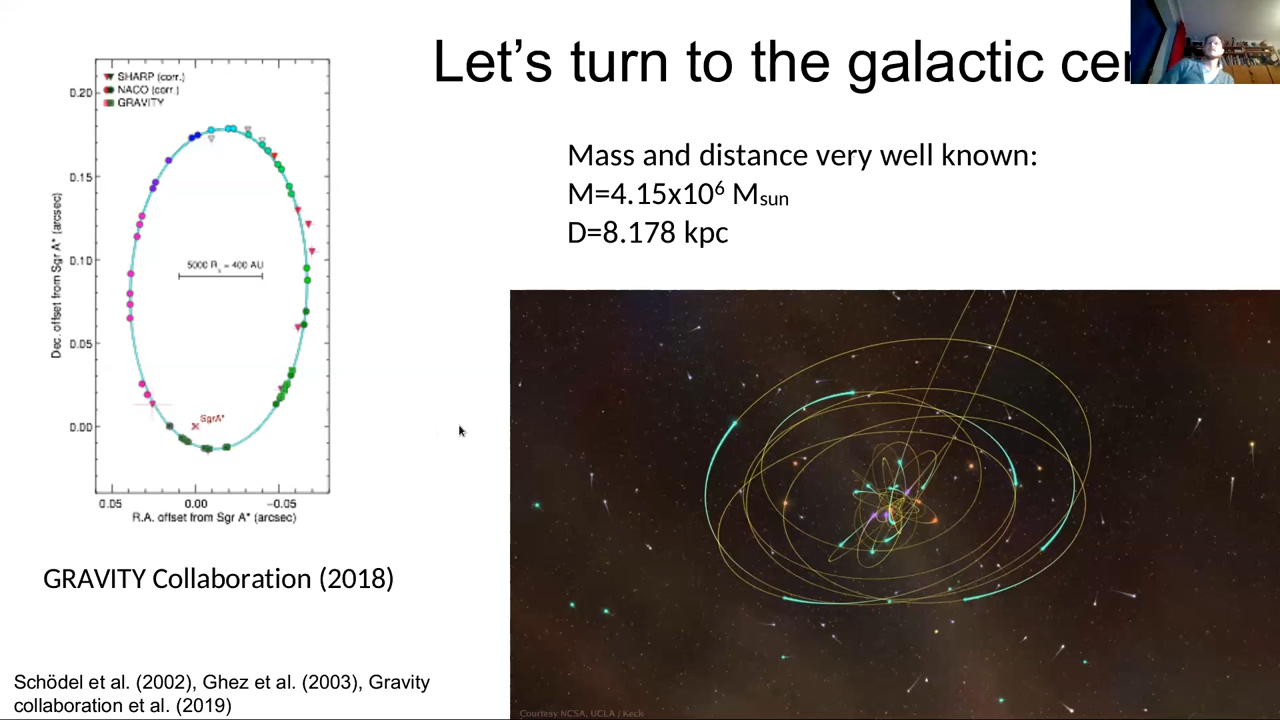 Let's turn to the galactic cer
SHARP (corr.)
NACO (corr.)
GRAVITY
0.20
0.15
0.10
0.05
0.00
Dec. offset from Sgr A* (arcsec)
5000 Rs = 400 AU
SgrA*
0.05 0.00 −0.05
R.A. offset from Sgr A* (arcsec)
Mass and distance very well known:
M=4.15x10⁶ Msun
D=8.178 kpc
GRAVITY Collaboration (2018)
Schödel et al. (2002), Ghez et al. (2003), Gravity
collaboration et al. (2019)
Courtesy NCSA, UCLA / Keck